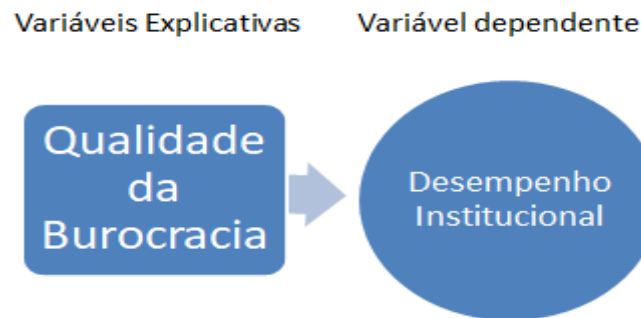 Variáveis Explicativas
Variável dependente
Qualidade
da
Burocracia
Desempenho
Institucional